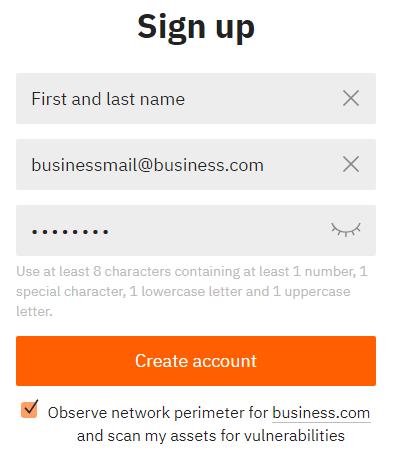 Sign up
First and last name
businessmail@business.com
••••••••
Use at least 8 characters containing at least 1 number, 1
special character, 1 lowercase letter and 1 uppercase
letter.
Create account
Observe network perimeter for business.com
and scan my assets for vulnerabilities